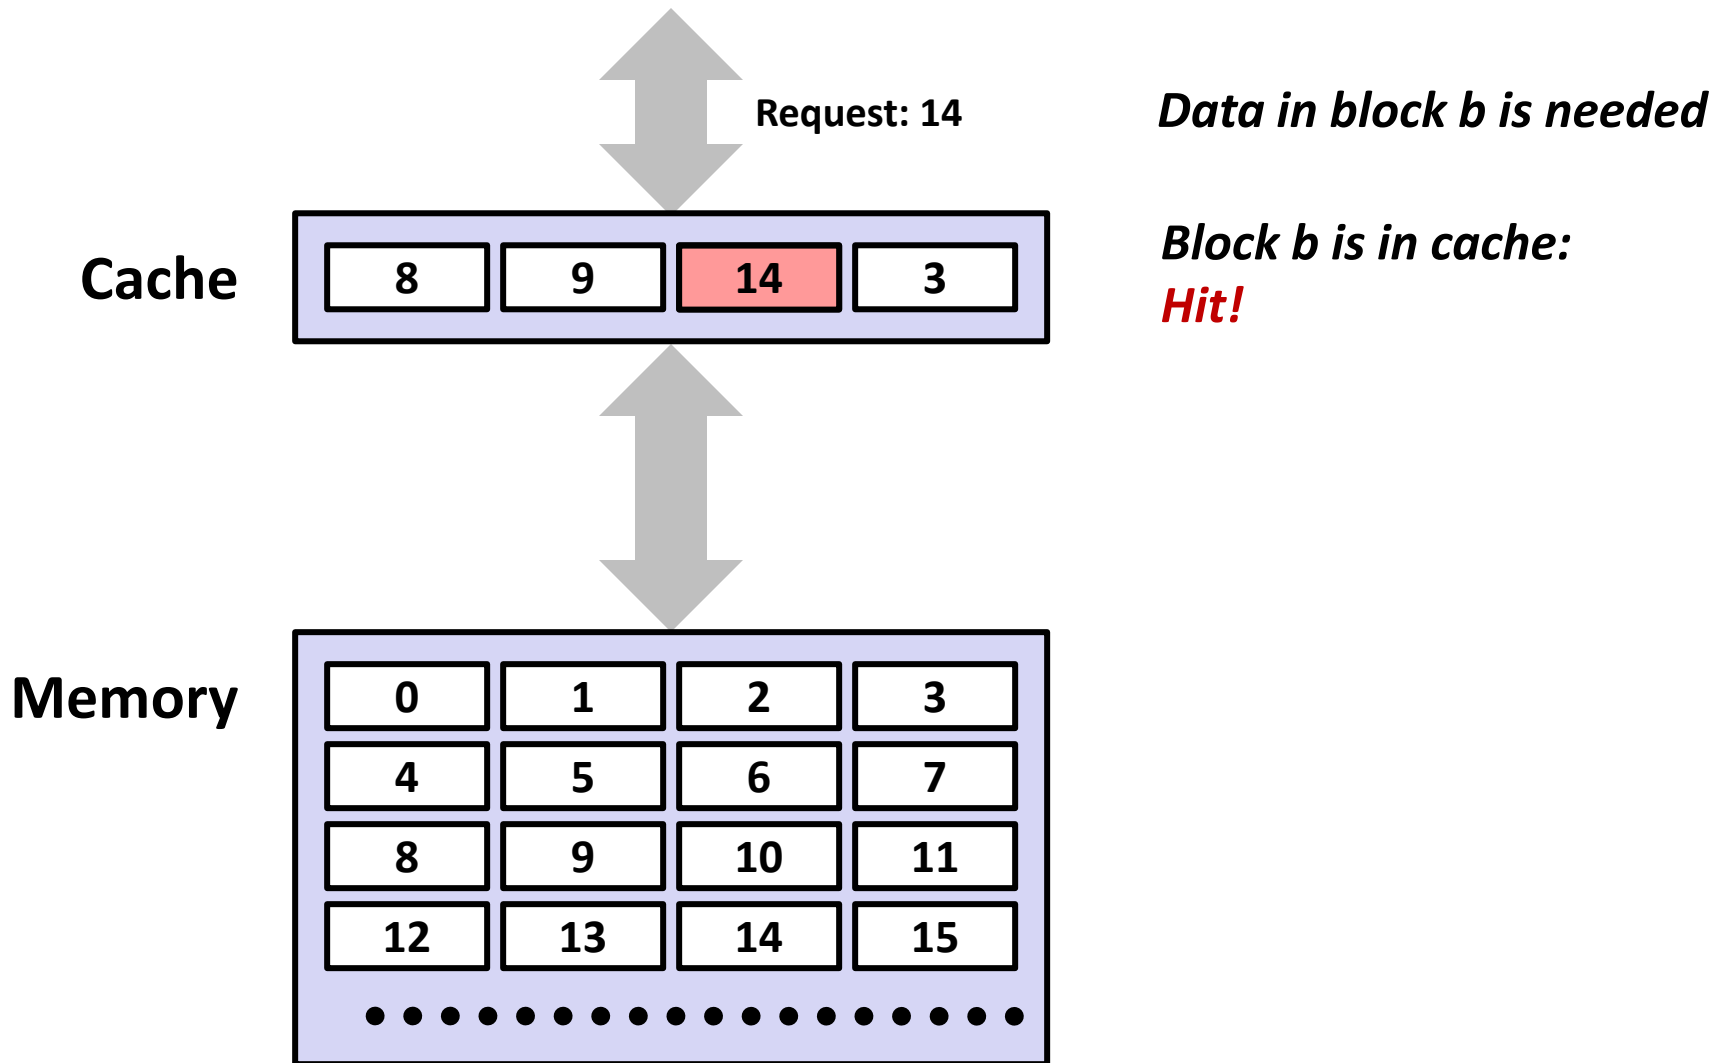 Request: 14
Data in block b is needed
Cache
8 9 14 3
Block b is in cache:
Hit!
Memory
0 1 2 3
4 5 6 7
8 9 10 11
12 13 14 15